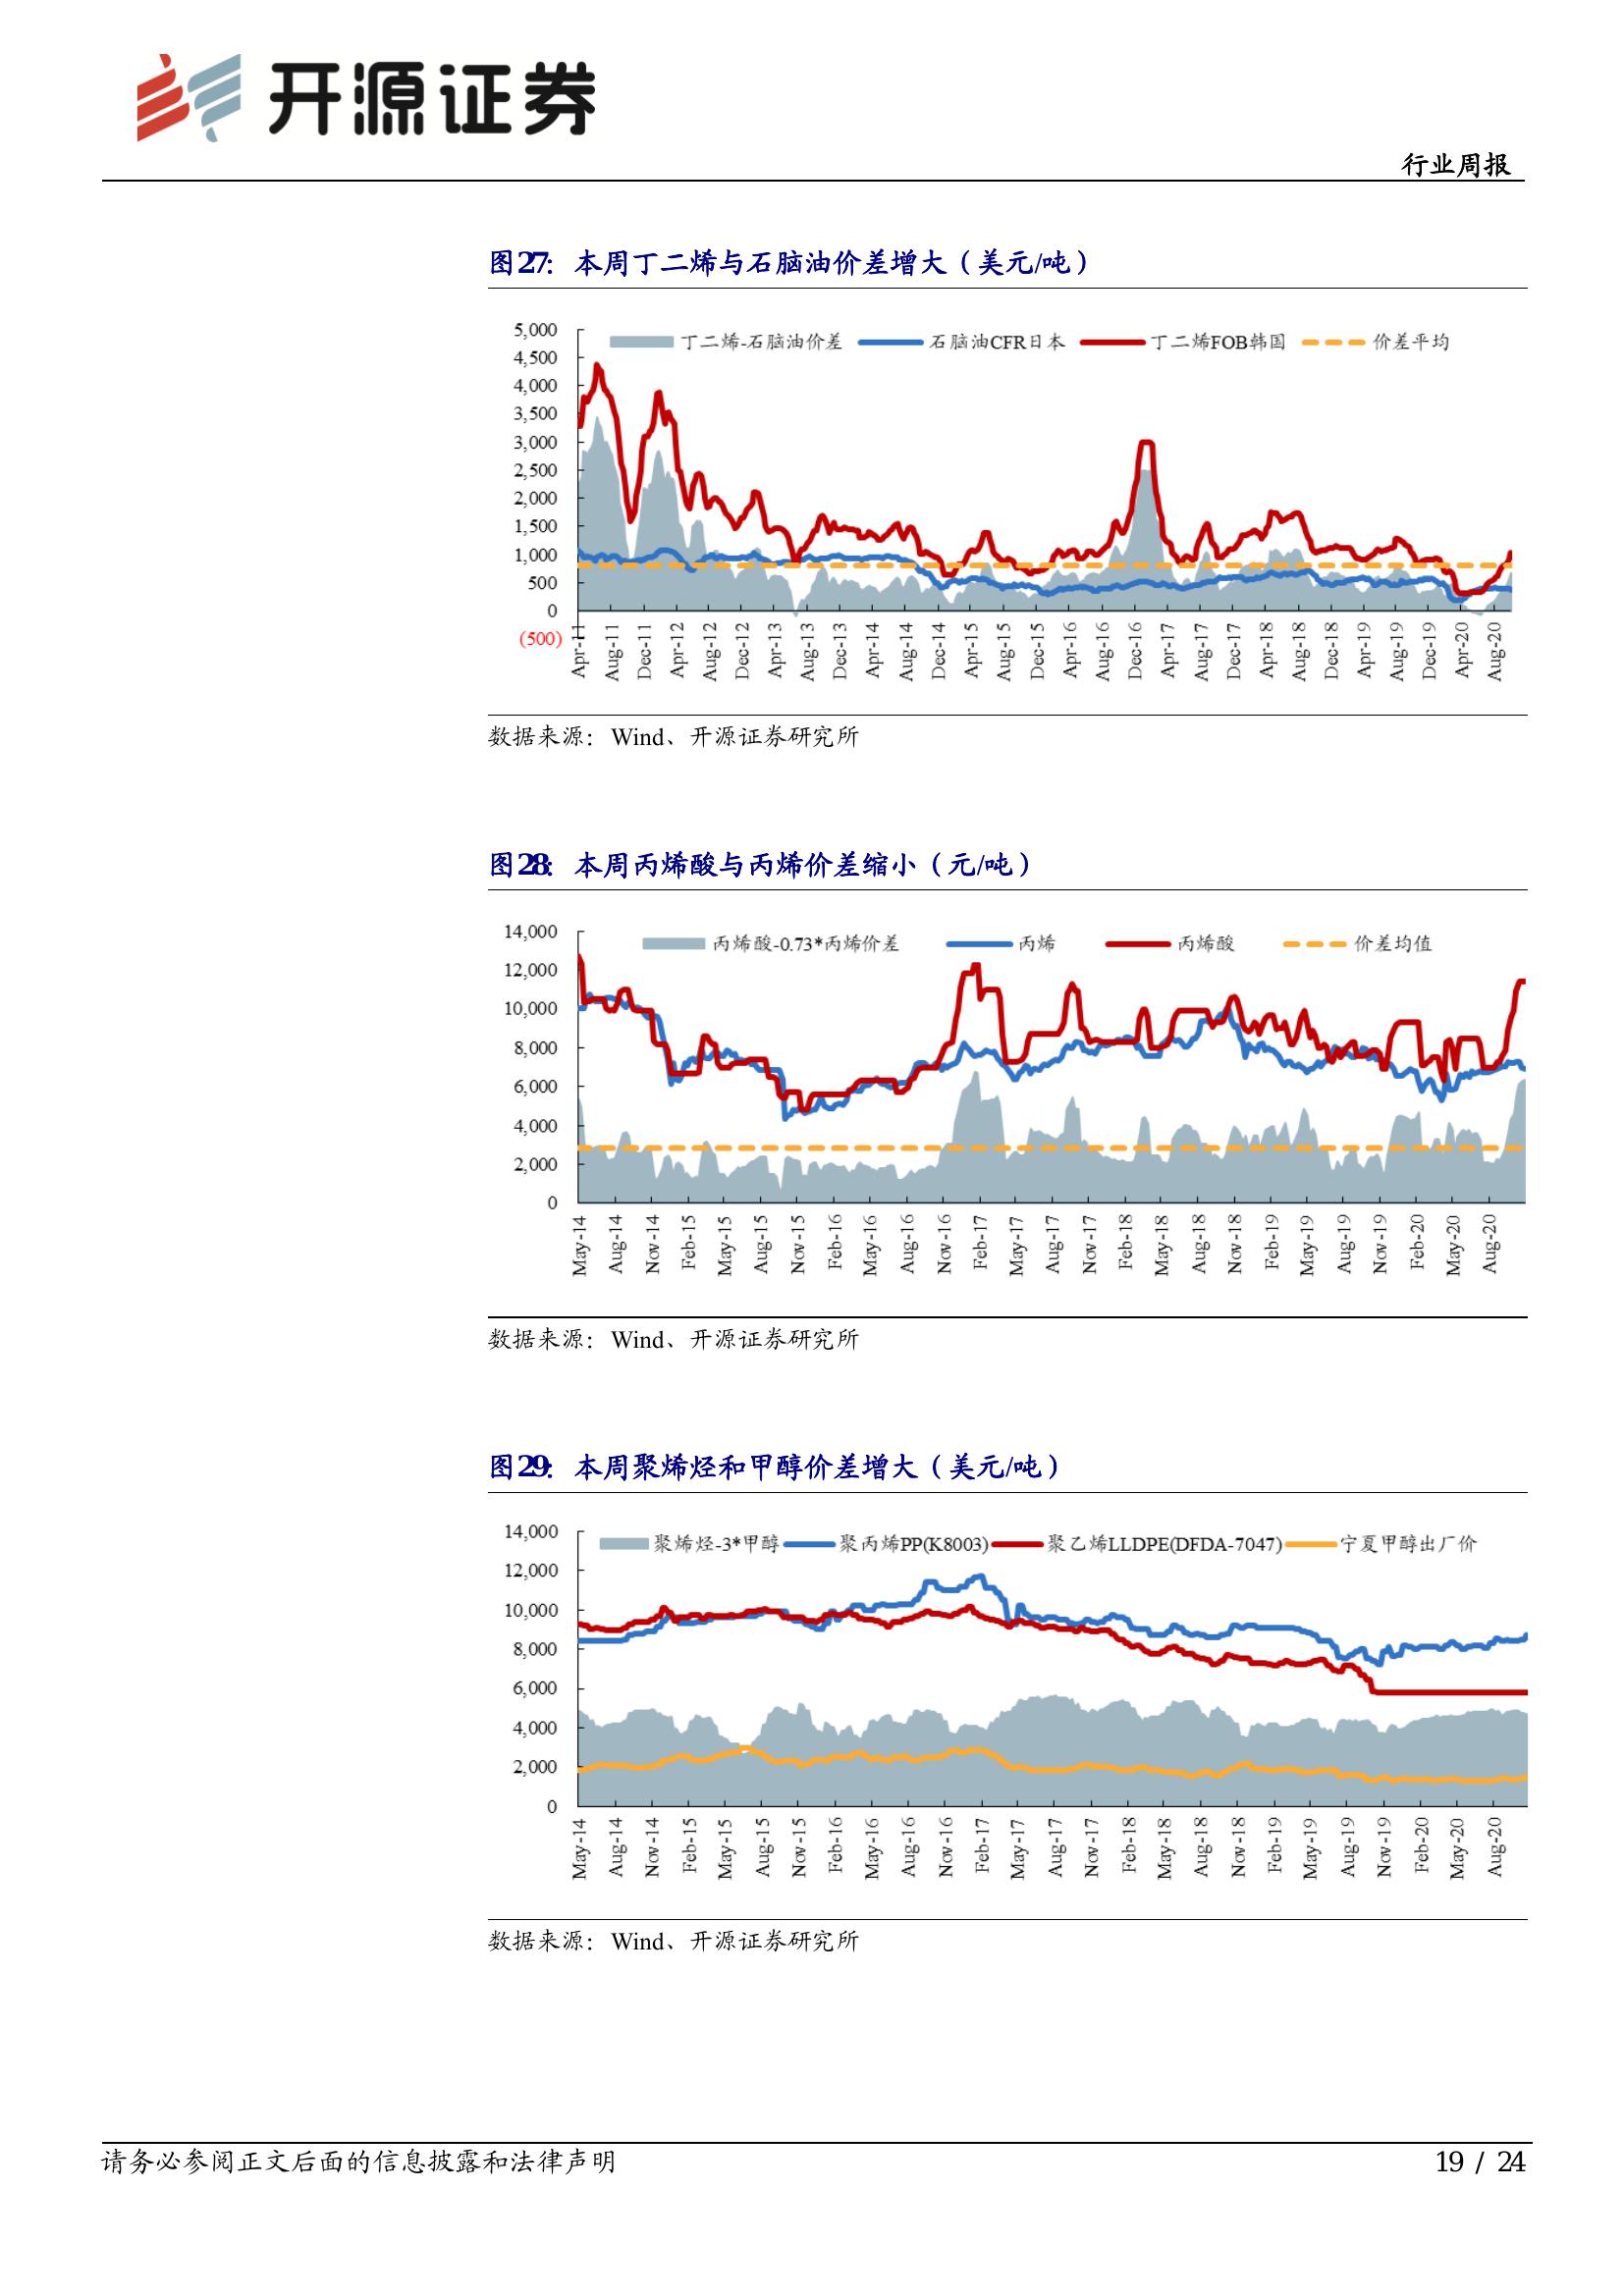 开源证券
行业周报
图27: 本周丁二烯与石脑油价差增大（美元/吨）
5,000
4,500
4,000
3,500
3,000
2,500
2,000
1,500
1,000
500
0
(500)
丁二烯-石脑油价差 石脑油CFR日本 丁二烯FOB韩国 价差平均
Apr-11 Aug-11 Dec-11 Apr-12 Aug-12 Dec-12 Apr-13 Aug-13 Dec-13 Apr-14 Aug-14 Dec-14 Apr-15 Aug-15 Dec-15 Apr-16 Aug-16 Dec-16 Apr-17 Aug-17 Dec-17 Apr-18 Aug-18 Dec-18 Apr-19 Aug-19 Dec-19 Apr-20 Aug-20
数据来源：Wind、开源证券研究所
图28: 本周丙烯酸与丙烯价差缩小（元/吨）
14,000
12,000
10,000
8,000
6,000
4,000
2,000
0
丙烯酸-0.73*丙烯价差 丙烯 丙烯酸 价差均值
May-14 Aug-14 Nov-14 Feb-15 May-15 Aug-15 Nov-15 Feb-16 May-16 Aug-16 Nov-16 Feb-17 May-17 Aug-17 Nov-17 Feb-18 May-18 Aug-18 Nov-18 Feb-19 May-19 Aug-19 Nov-19 Feb-20 May-20 Aug-20
数据来源：Wind、开源证券研究所
图29: 本周聚烯烃和甲醇价差增大（美元/吨）
14,000
12,000
10,000
8,000
6,000
4,000
2,000
0
聚烯烃-3*甲醇 聚丙烯PP(K8003) 聚乙烯LLDPE(DFDA-7047) 宁夏甲醇出厂价
May-14 Aug-14 Nov-14 Feb-15 May-15 Aug-15 Nov-15 Feb-16 May-16 Aug-16 Nov-16 Feb-17 May-17 Aug-17 Nov-17 Feb-18 May-18 Aug-18 Nov-18 Feb-19 May-19 Aug-19 Nov-19 Feb-20 May-20 Aug-20
数据来源：Wind、开源证券研究所
请务必参阅正文后面的信息披露和法律声明
19 / 24